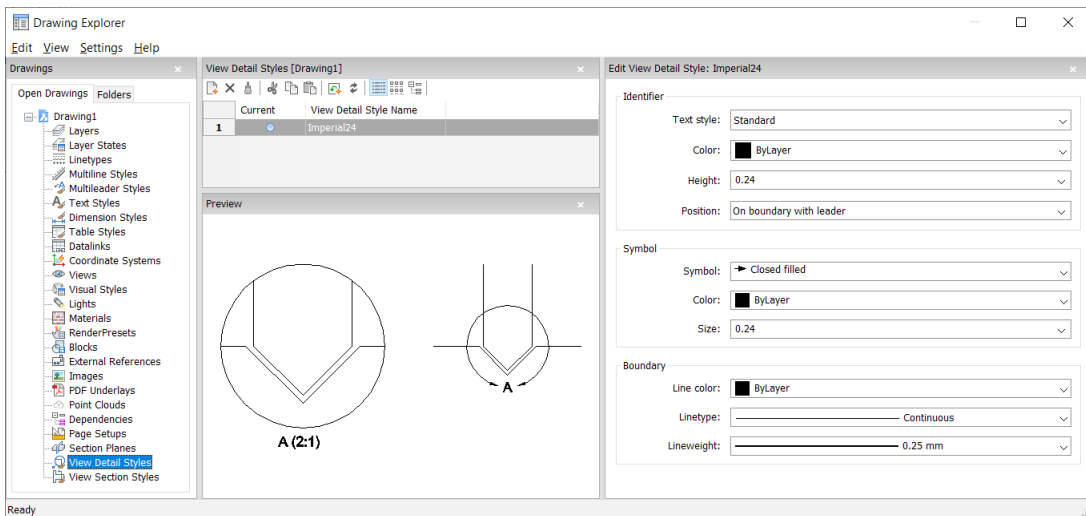 Drawing Explorer
Edit View Settings Help
Drawings
Open Drawings Folders
Drawing1
Layers
Layer States
Linetypes
Multiline Styles
Multileader Styles
Text Styles
Dimension Styles
Table Styles
Datalinks
Coordinate Systems
Views
Visual Styles
Lights
Materials
RenderPresets
Blocks
External References
Images
PDF Underlays
Point Clouds
Dependencies
Page Setups
Section Planes
View Detail Styles
View Section Styles
View Detail Styles [Drawing1]
Current View Detail Style Name
1 Imperial24
Preview
A (2:1)
A
Edit View Detail Style: Imperial24
Identifier
Text style: Standard
Color: ByLayer
Height: 0.24
Position: On boundary with leader
Symbol
Symbol: Closed filled
Color: ByLayer
Size: 0.24
Boundary
Line color: ByLayer
Linetype: Continuous
Lineweight: 0.25 mm
Ready